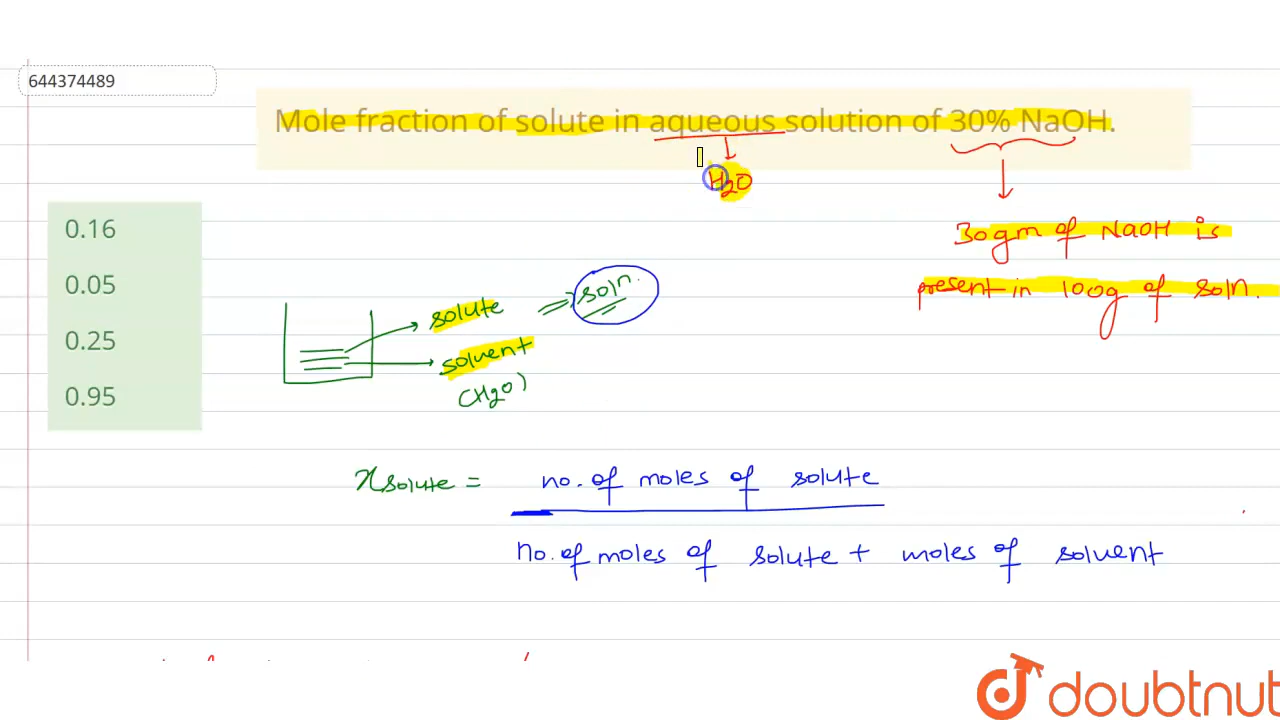 644374489
Mole fraction of solute in aqueous solution of 30% NaOH.
H2O
30gm of NaOH is
present in 100g of soln.
0.16
0.05
0.25
0.95
solute ⇒ soln.
solvent
(H2O)
xsolute = no. of moles of solute
no. of moles of solute + moles of solvent
doubtnut